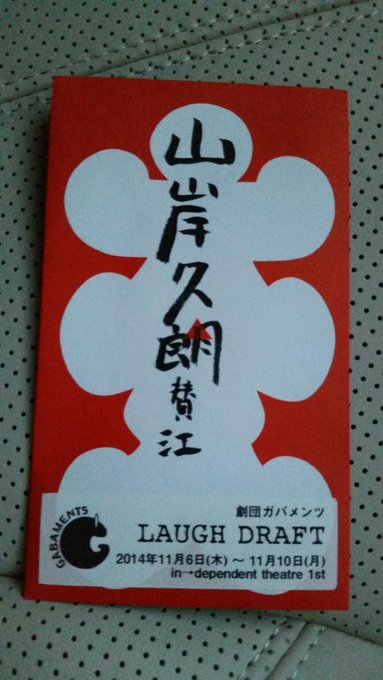 山岸久朗賛江
GABAMENTS
劇団ガバメンツ
LAUGH DRAFT
2014年11月6日(木)～11月10日(月)
in→dependent theatre 1st